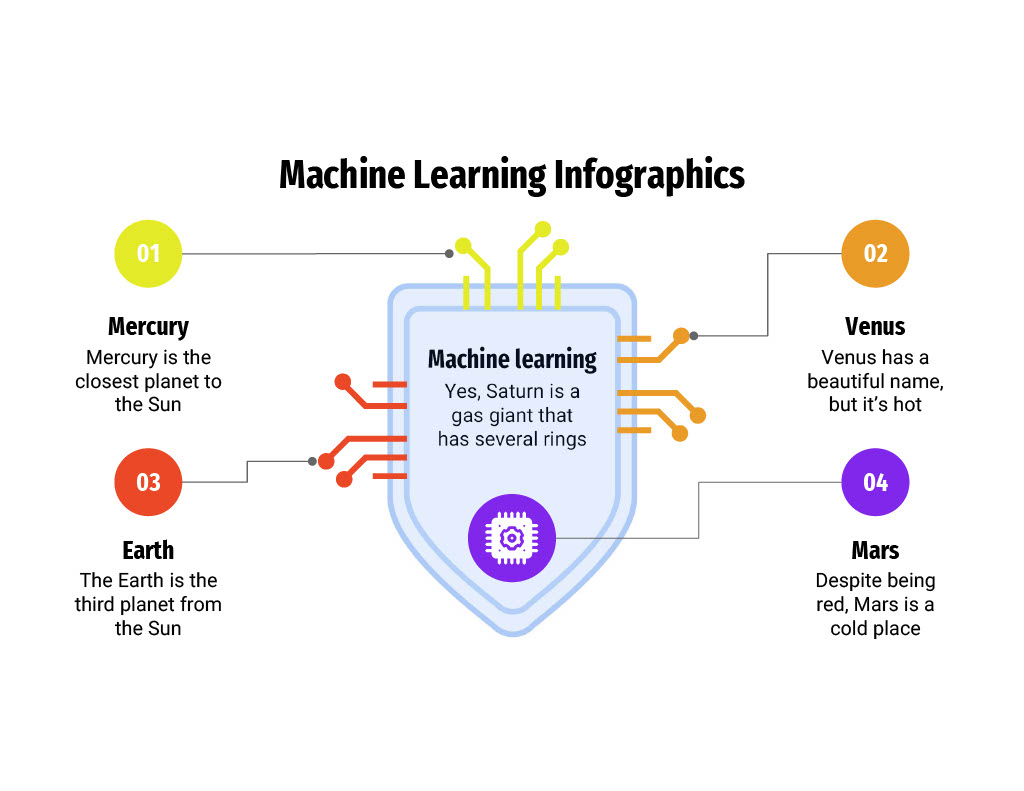 Machine Learning Infographics
01
Mercury
Mercury is the
closest planet to
the Sun
02
Venus
Venus has a
beautiful name,
but it’s hot
Machine learning
Yes, Saturn is a
gas giant that
has several rings
03
Earth
The Earth is the
third planet from
the Sun
04
Mars
Despite being
red, Mars is a
cold place